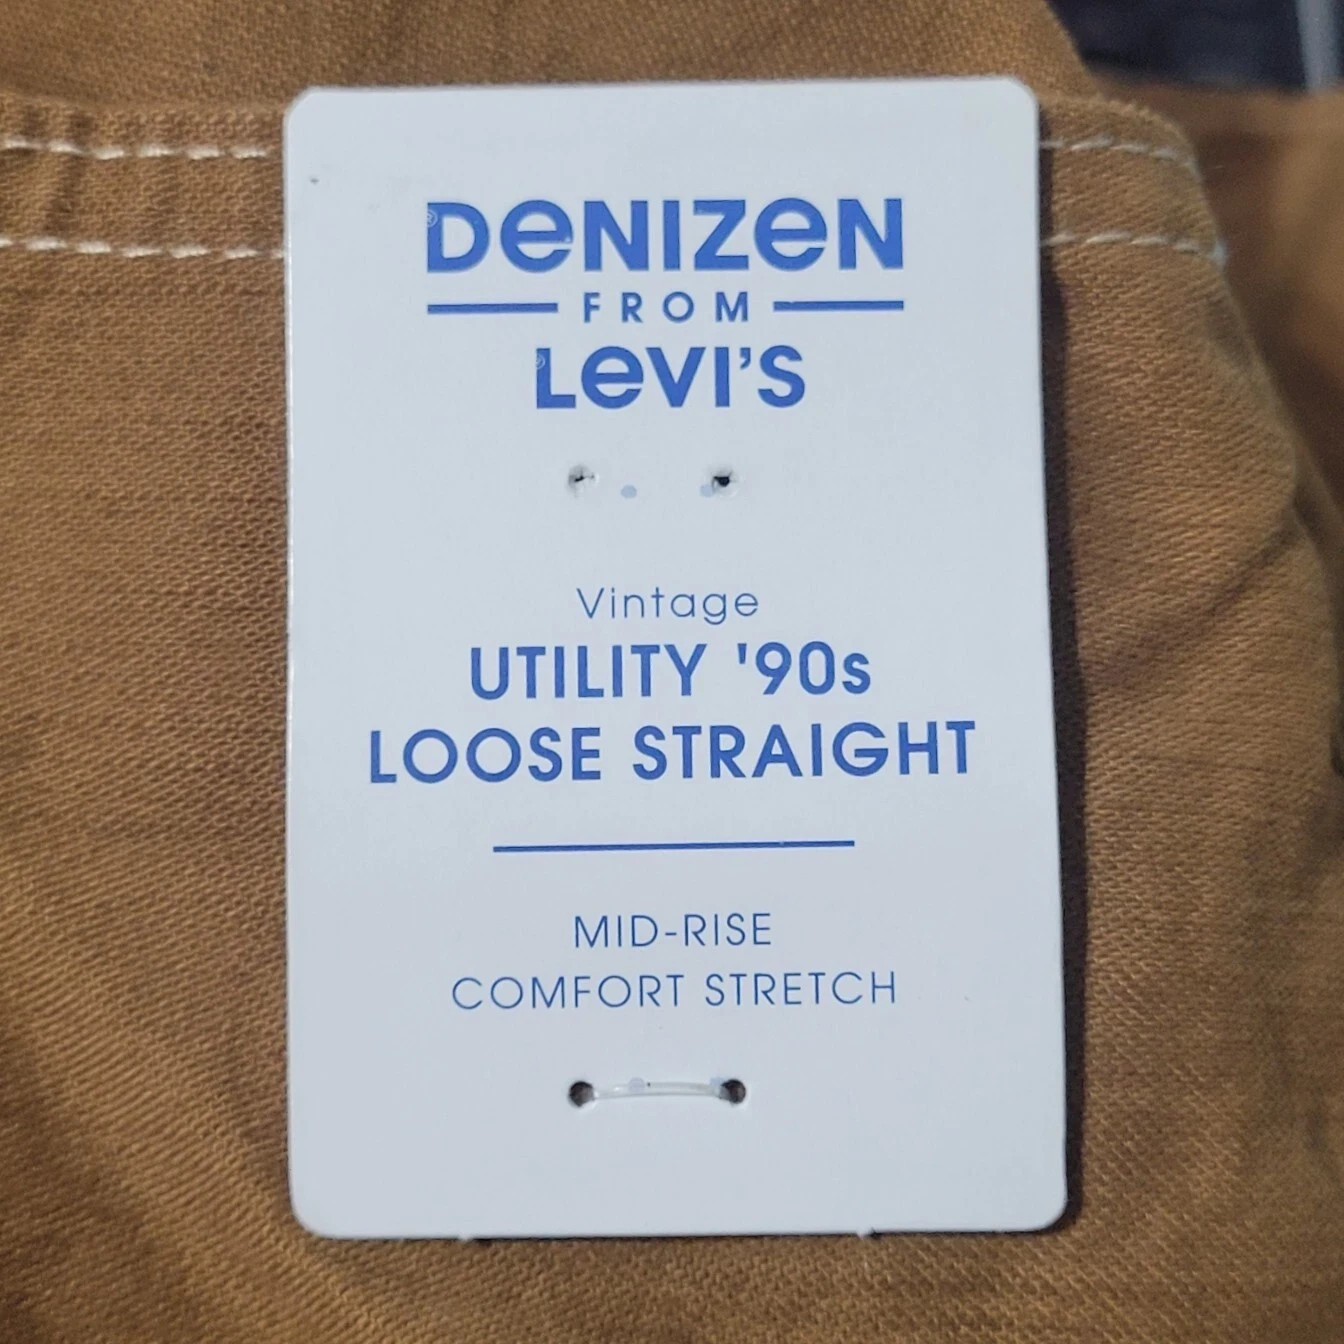 DeNIZeN®
FROM
LeVI'S®
Vintage
UTILITY '90s
LOOSE STRAIGHT
MID-RISE
COMFORT STRETCH